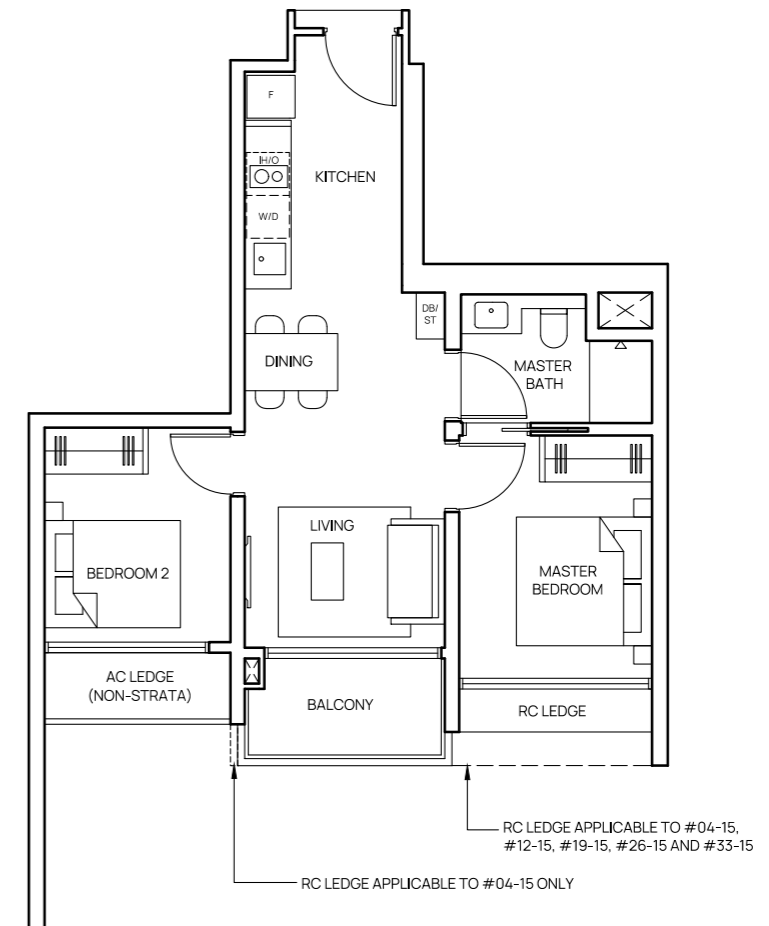 F
H/O
KITCHEN
W/D
DB/
ST
DINING
MASTER
BATH
LIVING
BEDROOM 2
MASTER
BEDROOM
AC LEDGE
(NON-STRATA)
BALCONY
RC LEDGE
RC LEDGE APPLICABLE TO #04-15,
#12-15, #19-15, #26-15 AND #33-15
RC LEDGE APPLICABLE TO #04-15 ONLY